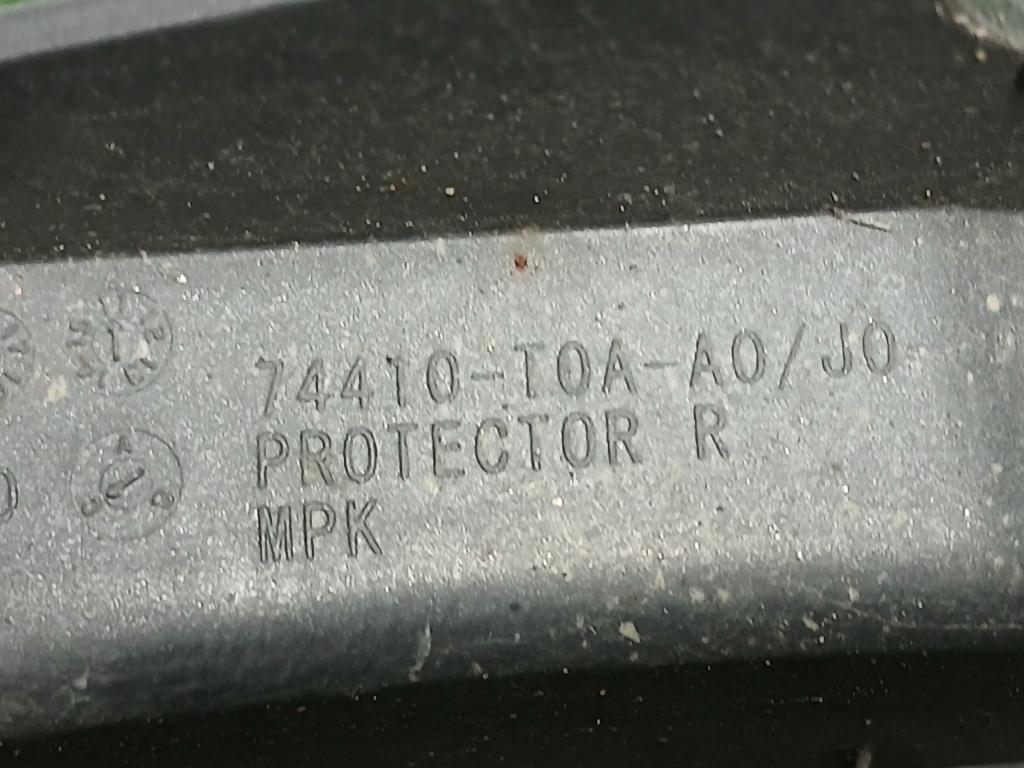 74410-T0A-A0/J0
PROTECTOR R
MPK